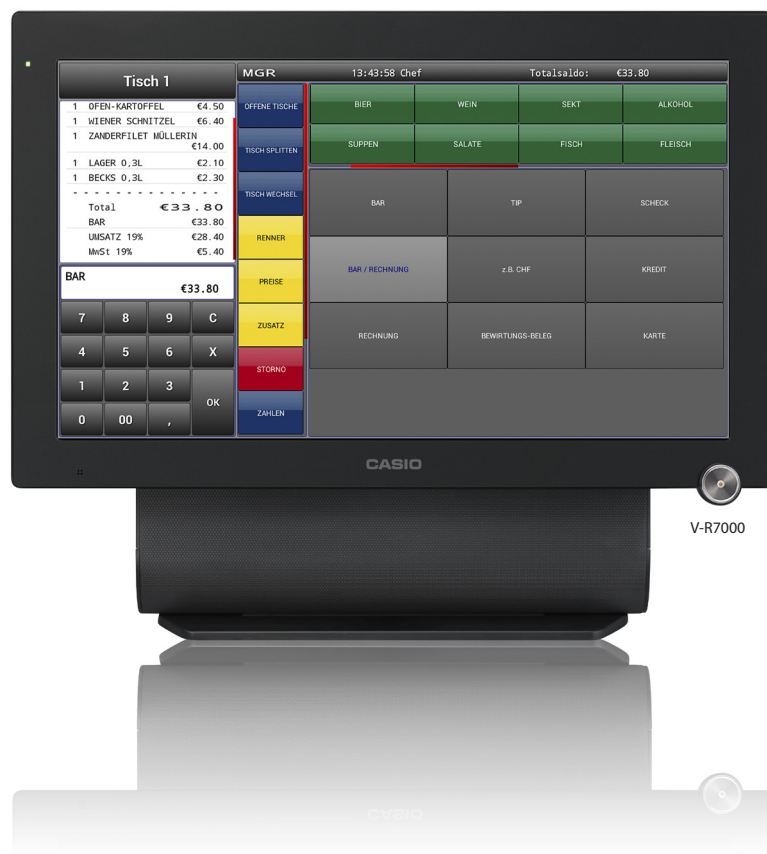 Tisch 1
MGR 13:43:58 Chef Totalsaldo: €33.80
1 OFEN-KARTOFFEL €4.50
1 WIENER SCHNITZEL €6.40
1 ZANDERFILET MÜLLERIN
€14.00
1 LAGER 0,3L €2.10
1 BECKS 0,3L €2.30
- - - - - - - - - - - - - - -
Total €33.80
BAR €33.80
UMSATZ 19% €28.40
MwSt 19% €5.40
BAR
€33.80
7 8 9 C
4 5 6 X
1 2 3
OK
0 00 ,
OFFENE TISCHE
TISCH SPLITTEN
TISCH WECHSEL
RENNER
PREISE
ZUSATZ
STORNO
ZAHLEN
BIER WEIN SEKT ALKOHOL
SUPPEN SALATE FISCH FLEISCH
BAR TIP SCHECK
BAR / RECHNUNG z.B. CHF KREDIT
RECHNUNG BEWIRTUNGS-BELEG KARTE
CASIO
V-R7000